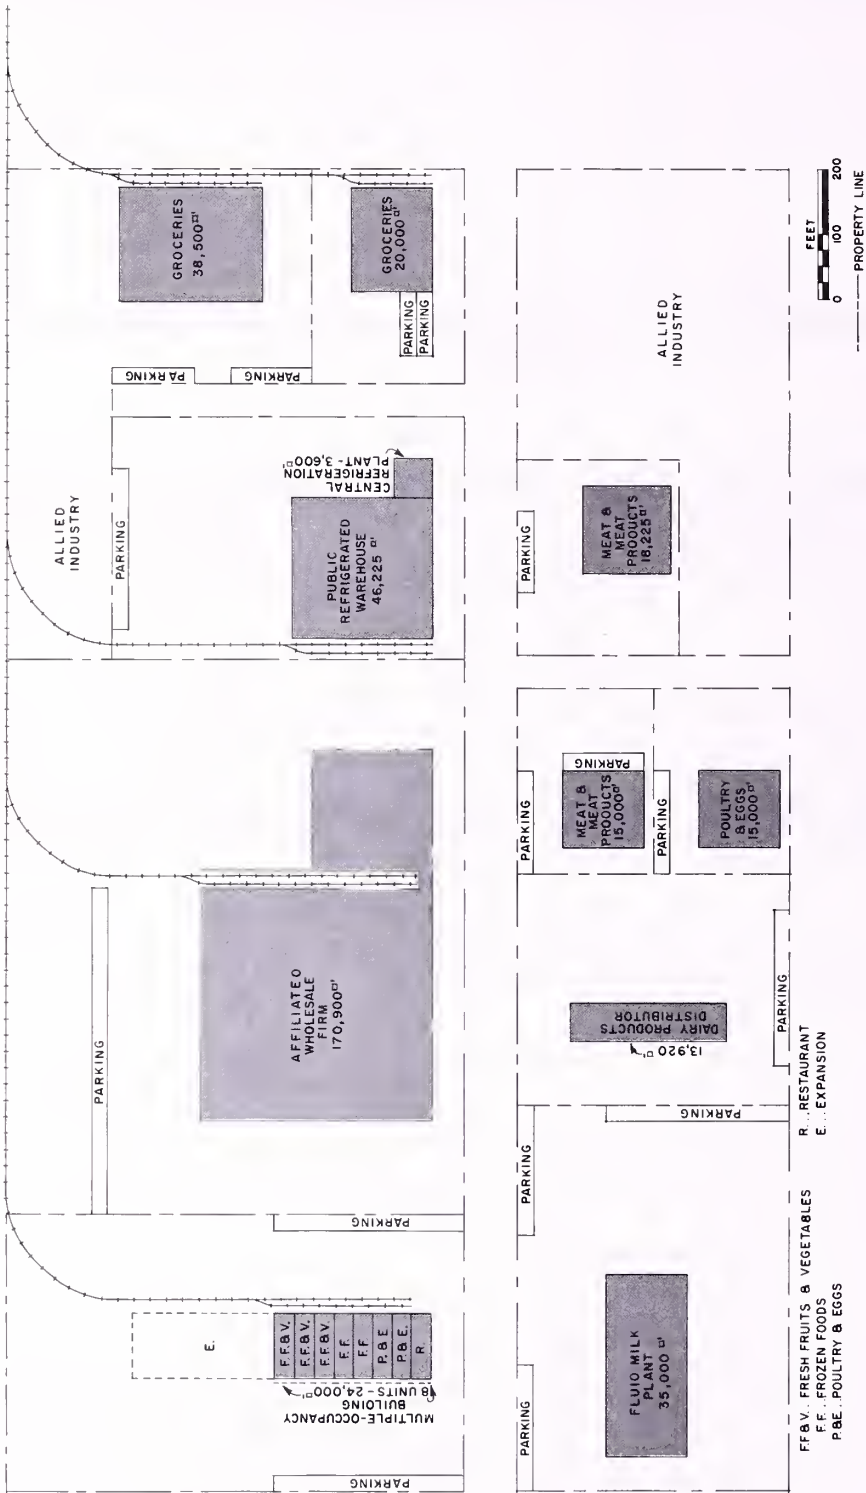 GROCERIES
38,500□'
GROCERIES
20,000□'
PARKING
PARKING
PARKING
PARKING
ALLIED
INDUSTRY
PARKING
CENTRAL
REFRIGERATION
PLANT - 3,600□'
PUBLIC
REFRIGERATED
WAREHOUSE
46,225□'
AFFILIATED
WHOLESALE
FIRM
170,900□'
PARKING
PARKING
E.
F.F.&V.
F.F.&V.
F.F.&V.
F.F.
F.F.
P.&E
P.&E.
R.
MULTIPLE-OCCUPANCY
BUILDING
8 UNITS - 24,000□'
PARKING
ALLIED
INDUSTRY
PARKING
MEAT &
MEAT
PRODUCTS
18,225□'
PARKING
MEAT &
MEAT
PRODUCTS
15,000□'
PARKING
PARKING
POULTRY
& EGGS
15,000□'
DAIRY PRODUCTS
DISTRIBUTOR
13,920□'
PARKING
PARKING
PARKING
FLUID MILK
PLANT
35,000□'
PARKING
F.F.&V... FRESH FRUITS & VEGETABLES
F.F... FROZEN FOODS
P.&E.. POULTRY & EGGS
R... RESTAURANT
E... EXPANSION
FEET
0 100 200
PROPERTY LINE